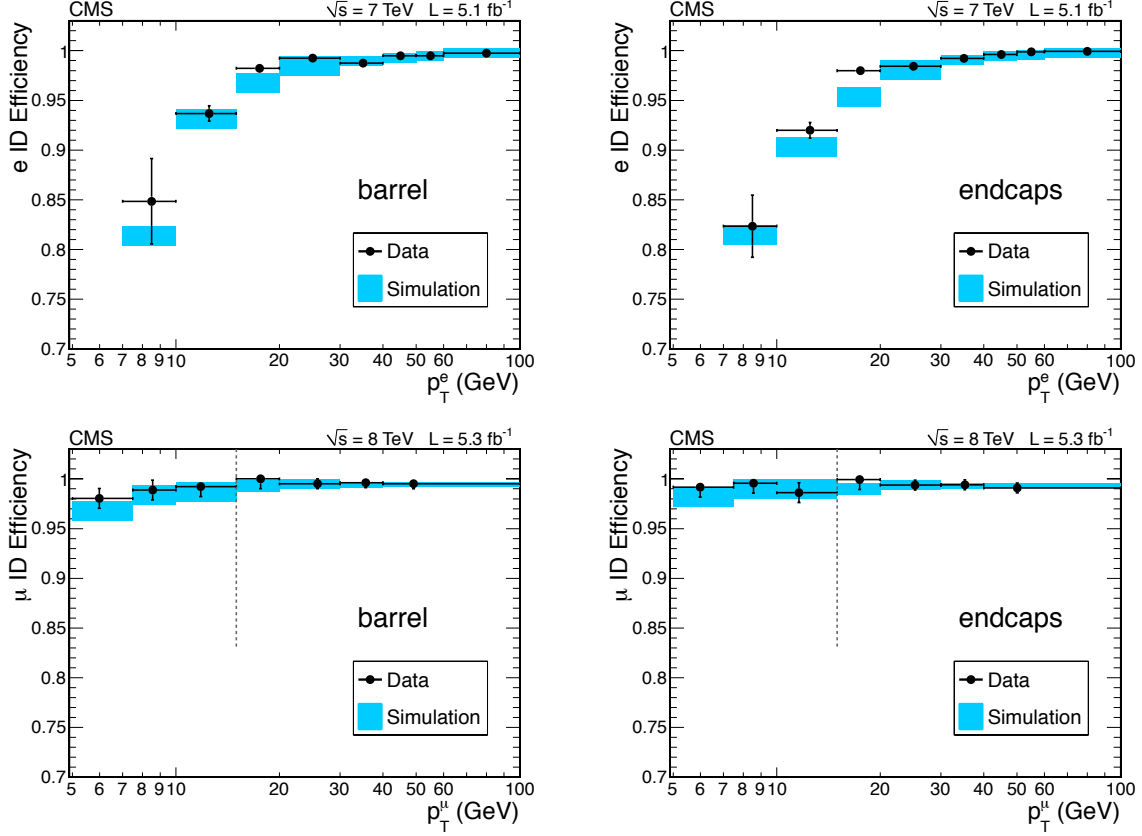 CMS √s = 7 TeV L = 5.1 fb⁻¹
e ID Efficiency
1
0.95
0.9
0.85
0.8
0.75
0.7
barrel
Data
Simulation
5 6 7 8 9 10 20 30 40 50 60 100
p_T^e (GeV)
CMS √s = 7 TeV L = 5.1 fb⁻¹
e ID Efficiency
1
0.95
0.9
0.85
0.8
0.75
0.7
endcaps
Data
Simulation
5 6 7 8 9 10 20 30 40 50 60 100
p_T^e (GeV)
CMS √s = 8 TeV L = 5.3 fb⁻¹
μ ID Efficiency
1
0.95
0.9
0.85
0.8
0.75
0.7
barrel
Data
Simulation
5 6 7 8 9 10 20 30 40 50 60 100
p_T^μ (GeV)
CMS √s = 8 TeV L = 5.3 fb⁻¹
μ ID Efficiency
1
0.95
0.9
0.85
0.8
0.75
0.7
endcaps
Data
Simulation
5 6 7 8 9 10 20 30 40 50 60 100
p_T^μ (GeV)